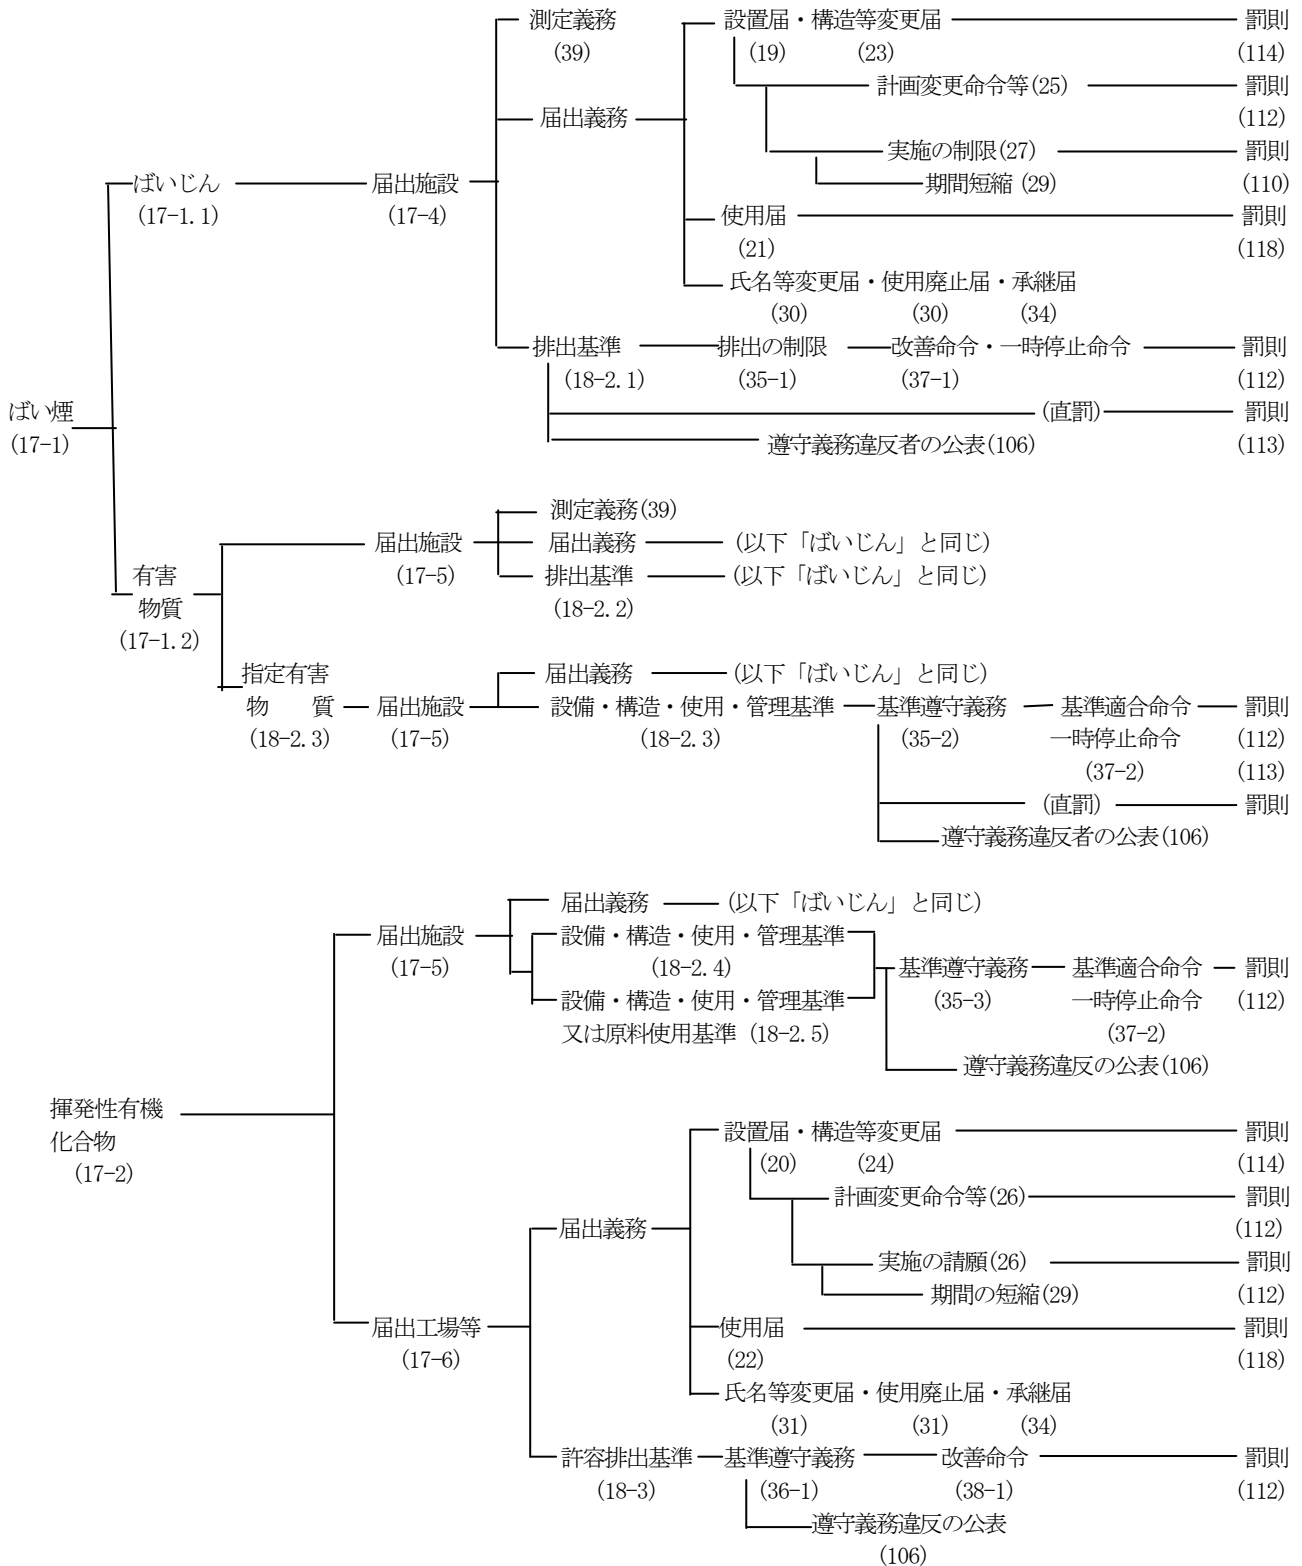 測定義務 設置届・構造等変更届 罰則
(39) (19) (23) (114)
計画変更命令等(25) 罰則
届出義務 (112)
実施の制限(27) 罰則
ばいじん 届出施設 期間短縮 (29) (110)
(17-1.1) (17-4) 使用届 罰則
(21) (118)
氏名等変更届・使用廃止届・承継届
(30) (30) (34)
排出基準 排出の制限 改善命令・一時停止命令 罰則
(18-2.1) (35-1) (37-1) (112)
ばい煙 (直罰) 罰則
(17-1) 遵守義務違反者の公表(106) (113)
測定義務(39)
届出施設 届出義務 (以下「ばいじん」と同じ)
有害 (17-5) 排出基準 (以下「ばいじん」と同じ)
物質 (18-2.2)
(17-1.2)
指定有害 届出義務 (以下「ばいじん」と同じ)
物 質 届出施設 設備・構造・使用・管理基準 基準遵守義務 基準適合命令 罰則
(18-2.3) (17-5) (18-2.3) (35-2) 一時停止命令 (112)
(37-2) (113)
(直罰) 罰則
遵守義務違反者の公表(106)
届出義務 (以下「ばいじん」と同じ)
届出施設 設備・構造・使用・管理基準
(17-5) (18-2.4) 基準遵守義務 基準適合命令 罰則
設備・構造・使用・管理基準 (35-3) 一時停止命令 (112)
又は原料使用基準 (18-2.5) (37-2)
遵守義務違反の公表(106)
揮発性有機
化合物 設置届・構造等変更届 罰則
(17-2) (20) (24) (114)
計画変更命令等(26) 罰則
届出義務 (112)
実施の請願(26) 罰則
期間の短縮(29) (112)
届出工場等 使用届 罰則
(17-6) (22) (118)
氏名等変更届・使用廃止届・承継届
(31) (31) (34)
許容排出基準 基準遵守義務 改善命令 罰則
(18-3) (36-1) (38-1) (112)
遵守義務違反の公表
(106)